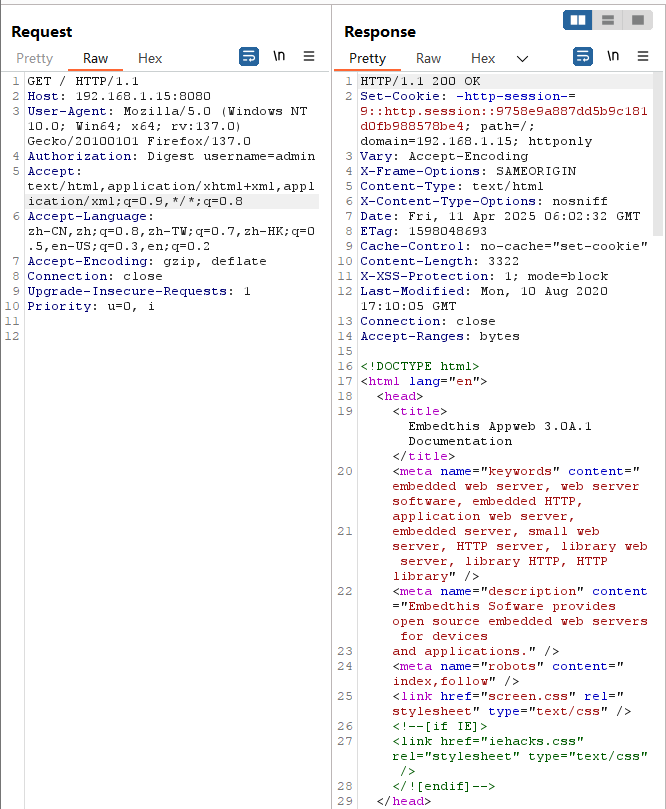 Request
Response
Pretty Raw Hex \n
Pretty Raw Hex \n
1 GET / HTTP/1.1
2 Host: 192.168.1.15:8080
3 User-Agent: Mozilla/5.0 (Windows NT
10.0; Win64; x64; rv:137.0)
Gecko/20100101 Firefox/137.0
4 Authorization: Digest username=admin
5 Accept:
text/html,application/xhtml+xml,appl
ication/xml;q=0.9,*/*;q=0.8
6 Accept-Language:
zh-CN,zh;q=0.8,zh-TW;q=0.7,zh-HK;q=0
.5,en-US;q=0.3,en;q=0.2
7 Accept-Encoding: gzip, deflate
8 Connection: close
9 Upgrade-Insecure-Requests: 1
10 Priority: u=0, i
11
12
1 HTTP/1.1 200 OK
2 Set-Cookie: -http-session-=
9::http.session::9758e9a887dd5b9c181
d0fb988578be4; path=/;
domain=192.168.1.15; httponly
3 Vary: Accept-Encoding
4 X-Frame-Options: SAMEORIGIN
5 Content-Type: text/html
6 X-Content-Type-Options: nosniff
7 Date: Fri, 11 Apr 2025 06:02:32 GMT
8 ETag: 1598048693
9 Cache-Control: no-cache="set-cookie"
10 Content-Length: 3322
11 X-XSS-Protection: 1; mode=block
12 Last-Modified: Mon, 10 Aug 2020
17:10:05 GMT
13 Connection: close
14 Accept-Ranges: bytes
15
16 <!DOCTYPE html>
17 <html lang="en">
18 <head>
19 <title>
Embedthis Appweb 3.0A.1
Documentation
</title>
20 <meta name="keywords" content="
embedded web server, web server
software, embedded HTTP,
application web server,
21 embedded server, small web
server, HTTP server, library web
server, library HTTP, HTTP
library" />
22 <meta name="description" content
="Embedthis Sofware provides
open source embedded web servers
for devices
23 and applications." />
24 <meta name="robots" content="
index,follow" />
25 <link href="screen.css" rel="
stylesheet" type="text/css" />
26 <!--[if IE]>
27 <link href="iehacks.css"
rel="stylesheet" type="text/css"
/>
28 </![endif]-->
29 </head>